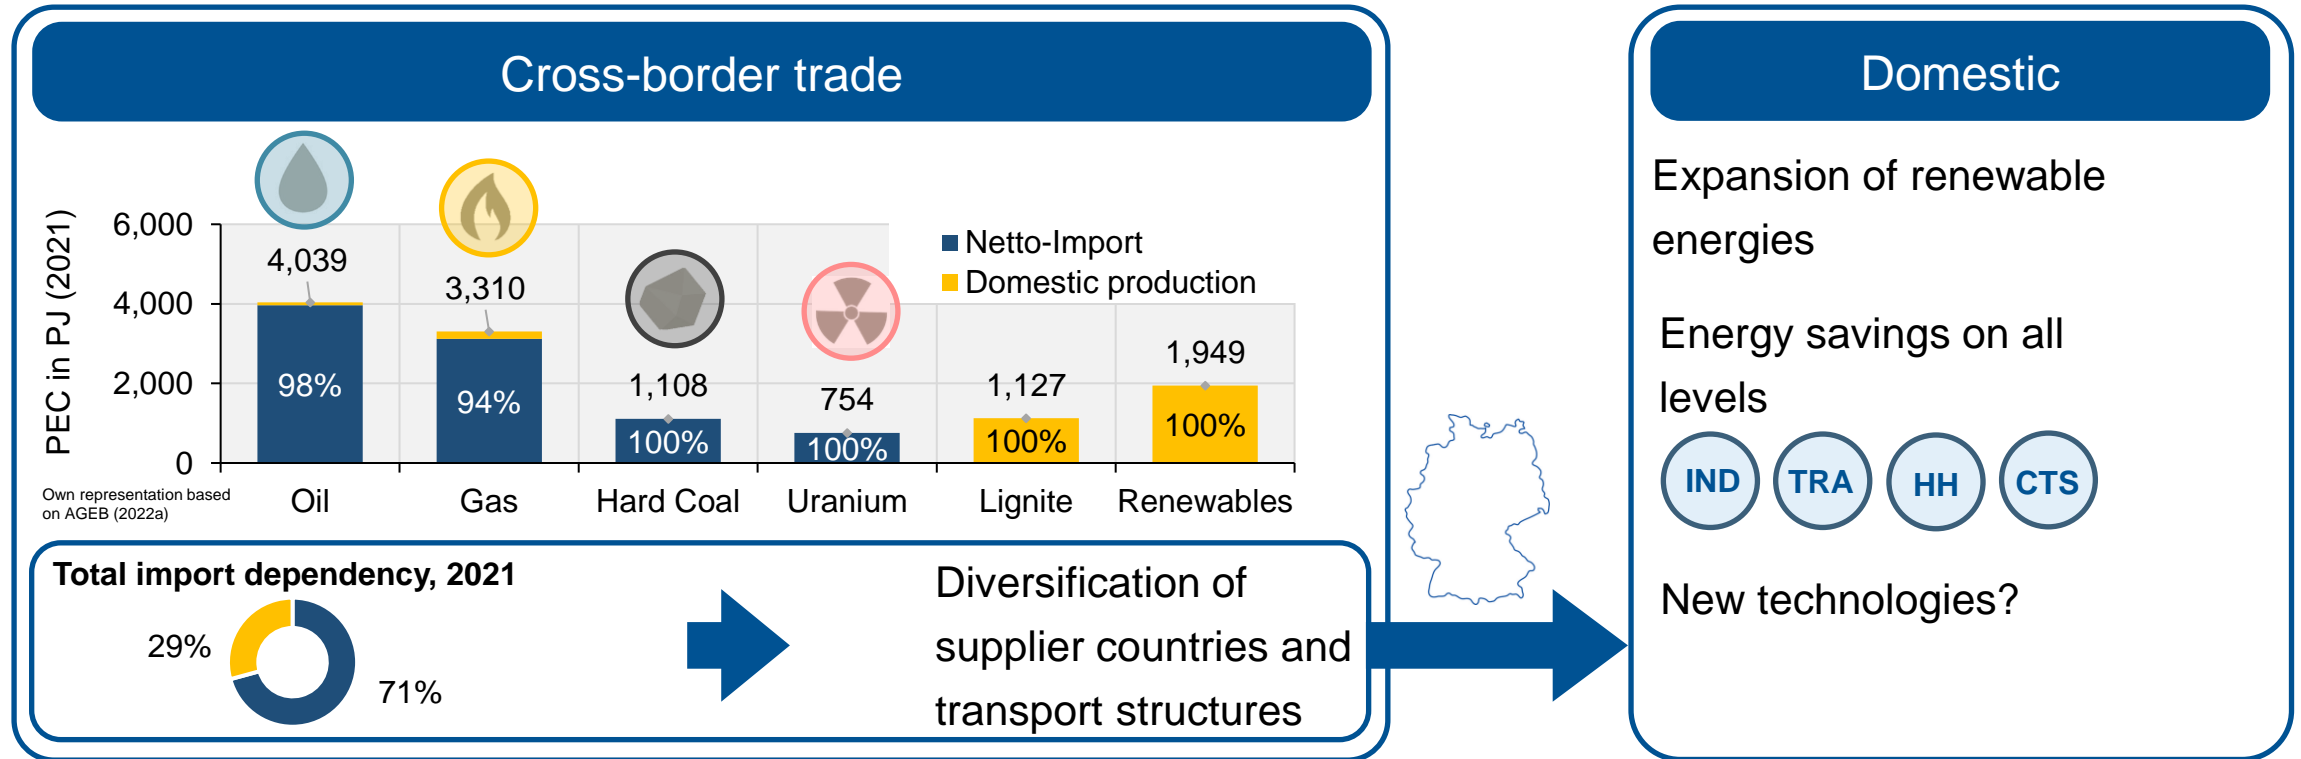 Cross-border trade
PEC in PJ (2021)
6,000
4,000
2,000
0
4,039
3,310
1,108
754
1,127
1,949
98%
94%
100%
100%
100%
100%
Netto-Import
Domestic production
Oil
Gas
Hard Coal
Uranium
Lignite
Renewables
Own representation based
on AGEB (2022a)
Total import dependency, 2021
29%
71%
Diversification of
supplier countries and
transport structures
Domestic
Expansion of renewable
energies
Energy savings on all
levels
IND
TRA
HH
CTS
New technologies?